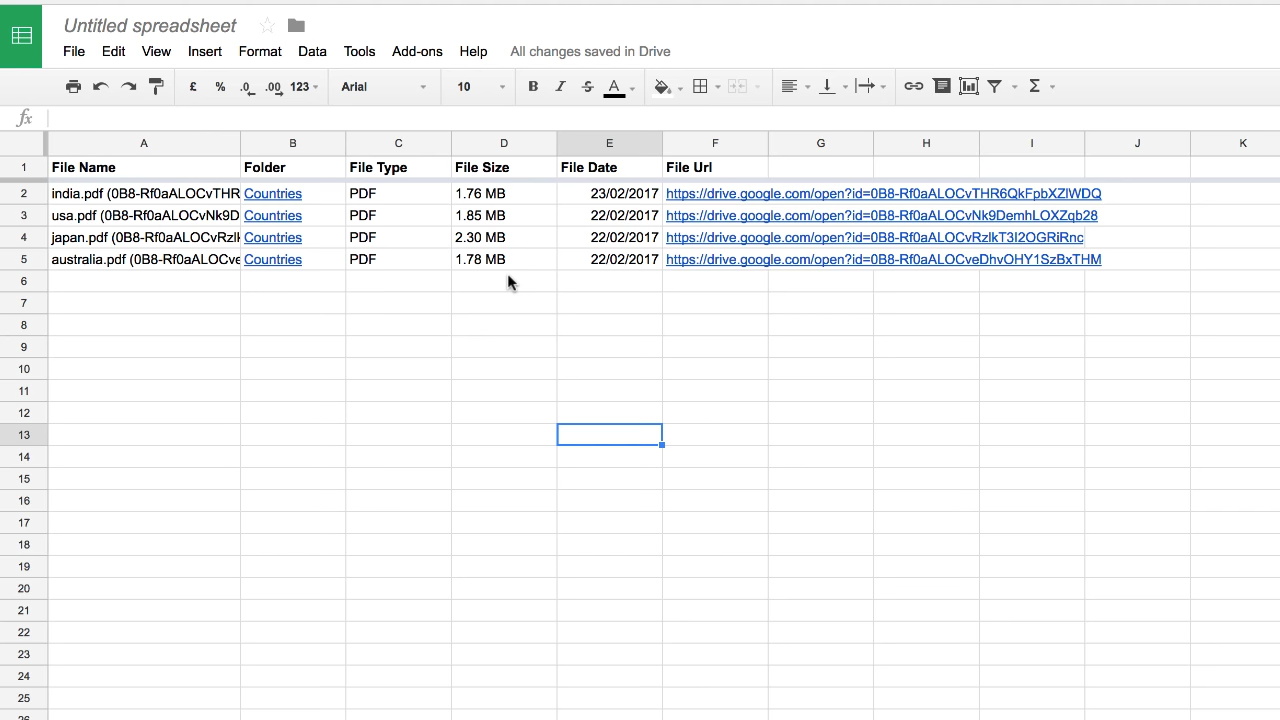 Untitled spreadsheet
File Edit View Insert Format Data Tools Add-ons Help All changes saved in Drive
£ % .0 .00 123 Arial 10 B I S A Σ
fx
A B C D E F G H I J K
1 File Name Folder File Type File Size File Date File Url
2 india.pdf (0B8-Rf0aALOCvTHR Countries PDF 1.76 MB 23/02/2017 https://drive.google.com/open?id=0B8-Rf0aALOCvTHR6QkFpbXZlWDQ
3 usa.pdf (0B8-Rf0aALOCvNk9D Countries PDF 1.85 MB 22/02/2017 https://drive.google.com/open?id=0B8-Rf0aALOCvNk9DemhLOXZqb28
4 japan.pdf (0B8-Rf0aALOCvRzlk Countries PDF 2.30 MB 22/02/2017 https://drive.google.com/open?id=0B8-Rf0aALOCvRzlkT3I2OGRiRnc
5 australia.pdf (0B8-Rf0aALOCve Countries PDF 1.78 MB 22/02/2017 https://drive.google.com/open?id=0B8-Rf0aALOCveDhvOHY1SzBxTHM
6
7
8
9
10
11
12
13
14
15
16
17
18
19
20
21
22
23
24
25
26